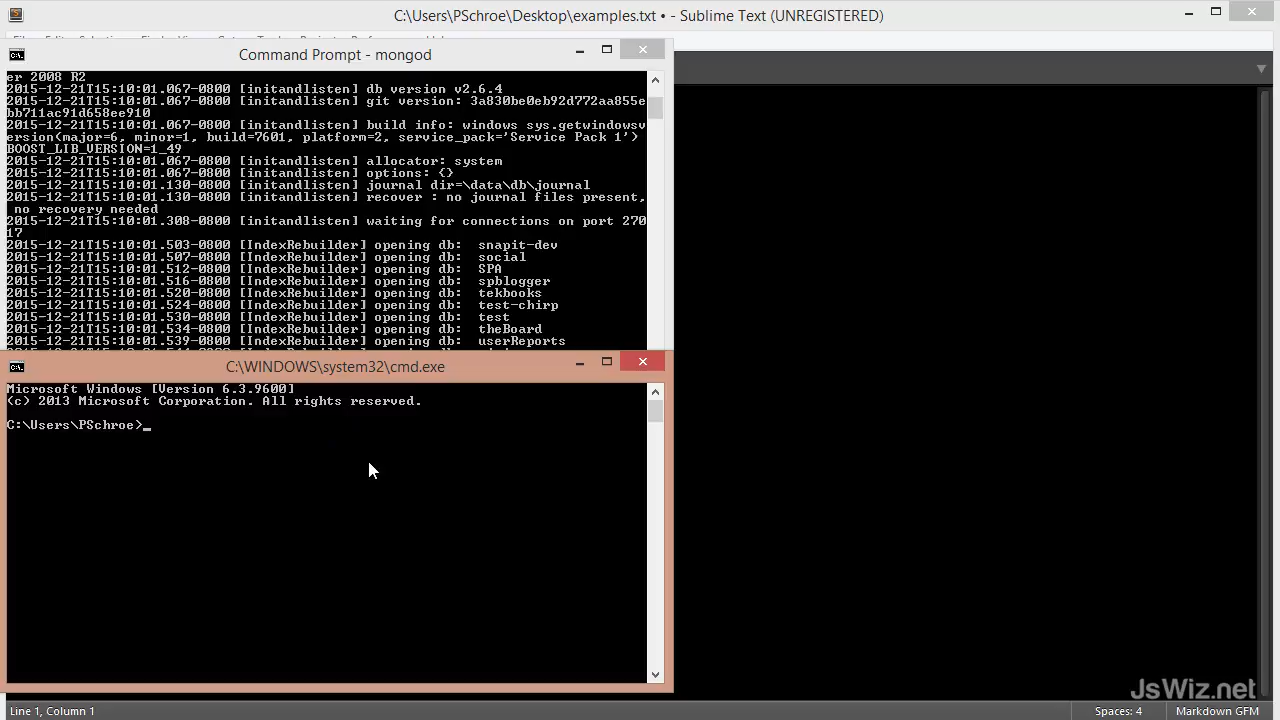 C:\Users\PSchroe\Desktop\examples.txt • - Sublime Text (UNREGISTERED)
Command Prompt - mongod
er 2008 R2
2015-12-21T15:10:01.067-0800 [initandlisten] db version v2.6.4
2015-12-21T15:10:01.067-0800 [initandlisten] git version: 3a830be0eb92d772aa855e
bb711ac91d658ee910
2015-12-21T15:10:01.067-0800 [initandlisten] build info: windows sys.getwindowsv
ersion(major=6, minor=1, build=7601, platform=2, service_pack='Service Pack 1')
BOOST_LIB_VERSION=1_49
2015-12-21T15:10:01.067-0800 [initandlisten] allocator: system
2015-12-21T15:10:01.067-0800 [initandlisten] options: {}
2015-12-21T15:10:01.130-0800 [initandlisten] journal dir=\data\db\journal
2015-12-21T15:10:01.130-0800 [initandlisten] recover : no journal files present,
no recovery needed
2015-12-21T15:10:01.308-0800 [initandlisten] waiting for connections on port 270
17
2015-12-21T15:10:01.503-0800 [IndexRebuilder] opening db:  snapit-dev
2015-12-21T15:10:01.507-0800 [IndexRebuilder] opening db:  social
2015-12-21T15:10:01.512-0800 [IndexRebuilder] opening db:  SPA
2015-12-21T15:10:01.516-0800 [IndexRebuilder] opening db:  spblogger
2015-12-21T15:10:01.520-0800 [IndexRebuilder] opening db:  tekbooks
2015-12-21T15:10:01.524-0800 [IndexRebuilder] opening db:  test-chirp
2015-12-21T15:10:01.530-0800 [IndexRebuilder] opening db:  test
2015-12-21T15:10:01.534-0800 [IndexRebuilder] opening db:  theBoard
2015-12-21T15:10:01.539-0800 [IndexRebuilder] opening db:  userReports
C:\WINDOWS\system32\cmd.exe
Microsoft Windows [Version 6.3.9600]
(c) 2013 Microsoft Corporation. All rights reserved.
C:\Users\PSchroe>_
JsWiz.net
Line 1, Column 1
Spaces: 4
Markdown GFM